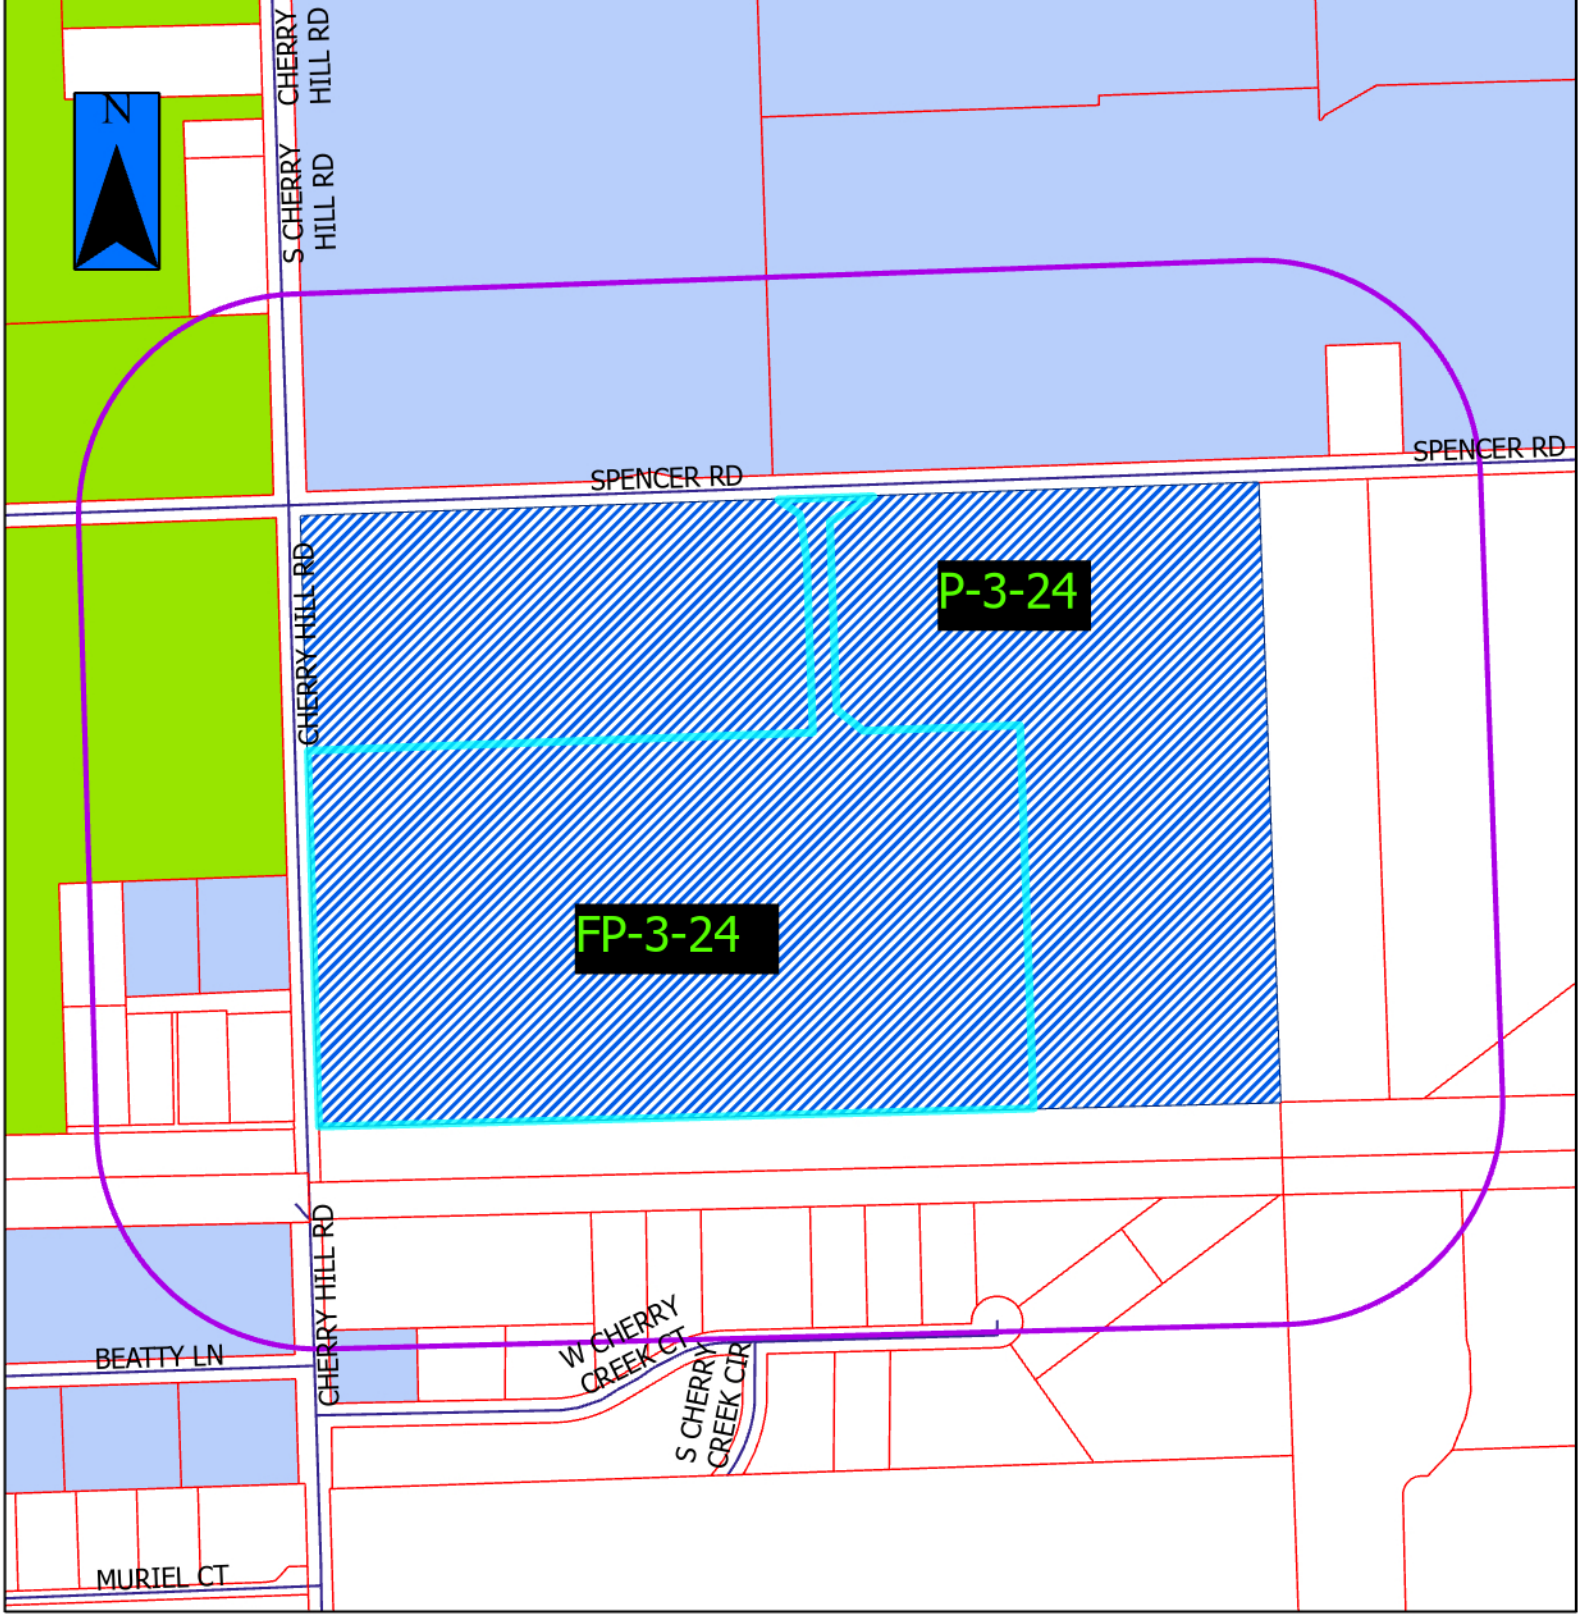 CHERRY
HILL RD
N
S CHERRY
HILL RD
SPENCER RD
SPENCER RD
CHERRY HILL RD
P-3-24
FP-3-24
CHERRY HILL RD
W CHERRY
CREEK CT
BEATTY LN
S CHERRY
CREEK CIR
MURIEL CT